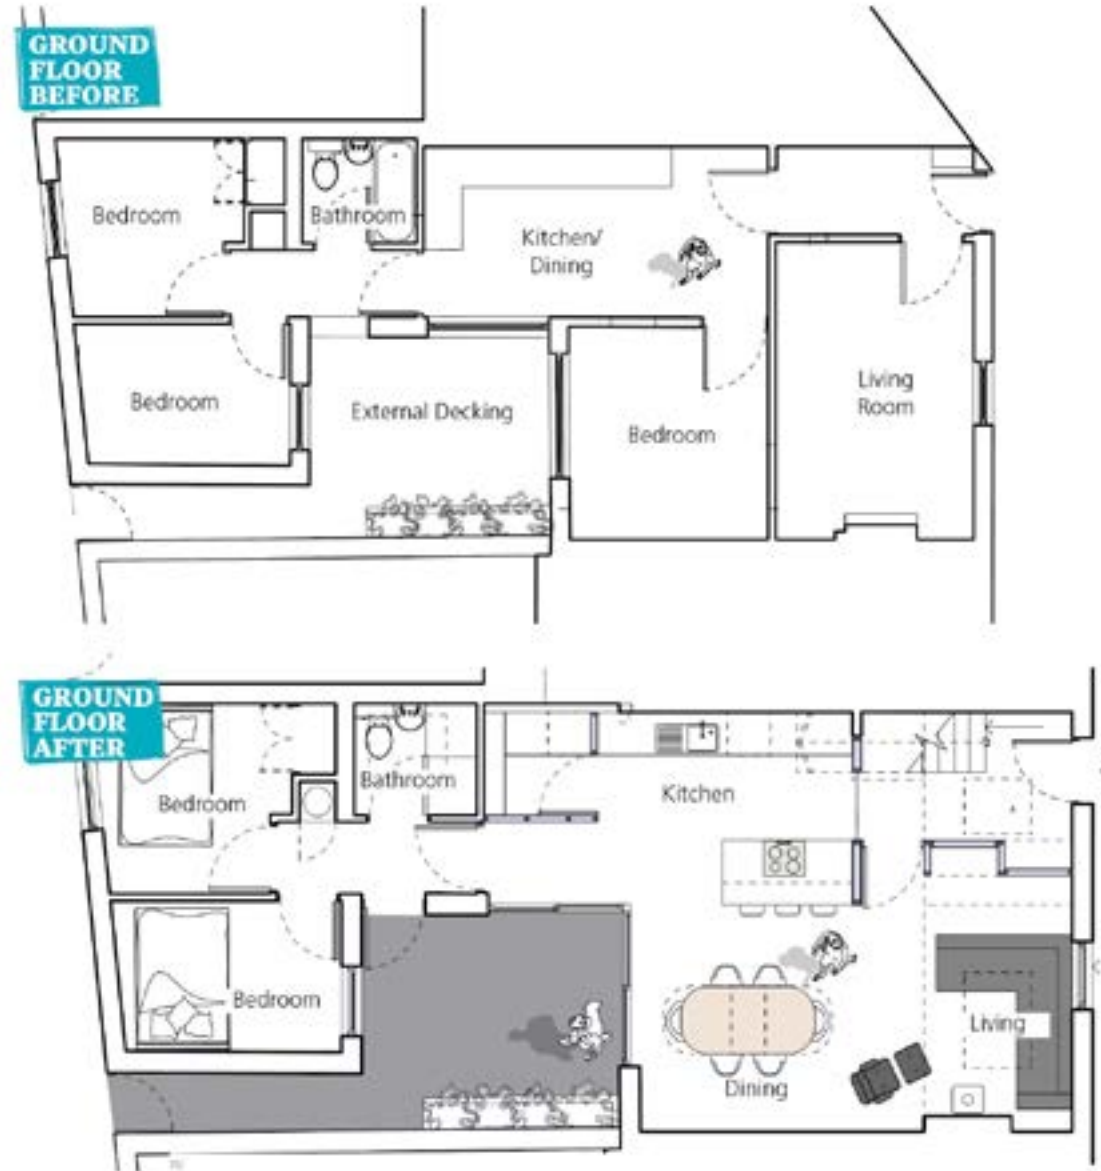 GROUND
FLOOR
BEFORE
Bedroom
Bathroom
Kitchen/
Dining
Bedroom
External Decking
Bedroom
Living
Room
GROUND
FLOOR
AFTER
Bedroom
Bathroom
Kitchen
Bedroom
Living
Dining